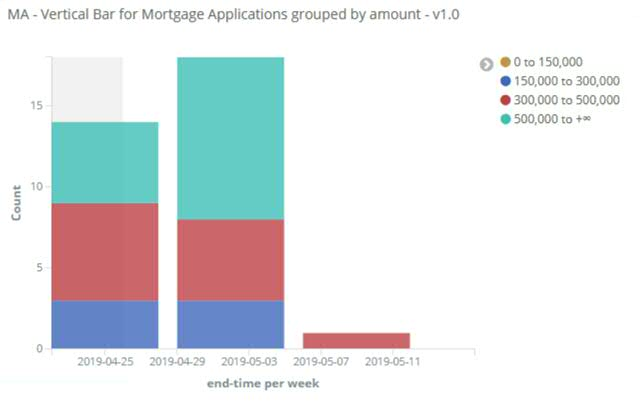 MA - Vertical Bar for Mortgage Applications grouped by amount - v1.0
0 to 150,000
150,000 to 300,000
300,000 to 500,000
500,000 to +∞
15
10
5
0
Count
2019-04-25 2019-04-29 2019-05-03 2019-05-07 2019-05-11
end-time per week